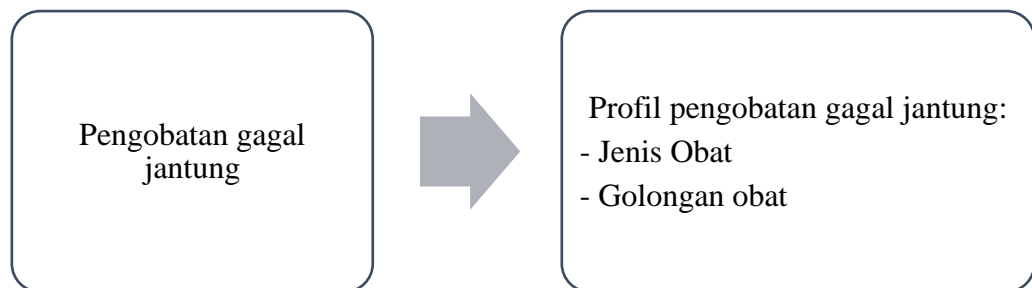 Pengobatan gagal
jantung
Profil pengobatan gagal jantung:
- Jenis Obat
- Golongan obat